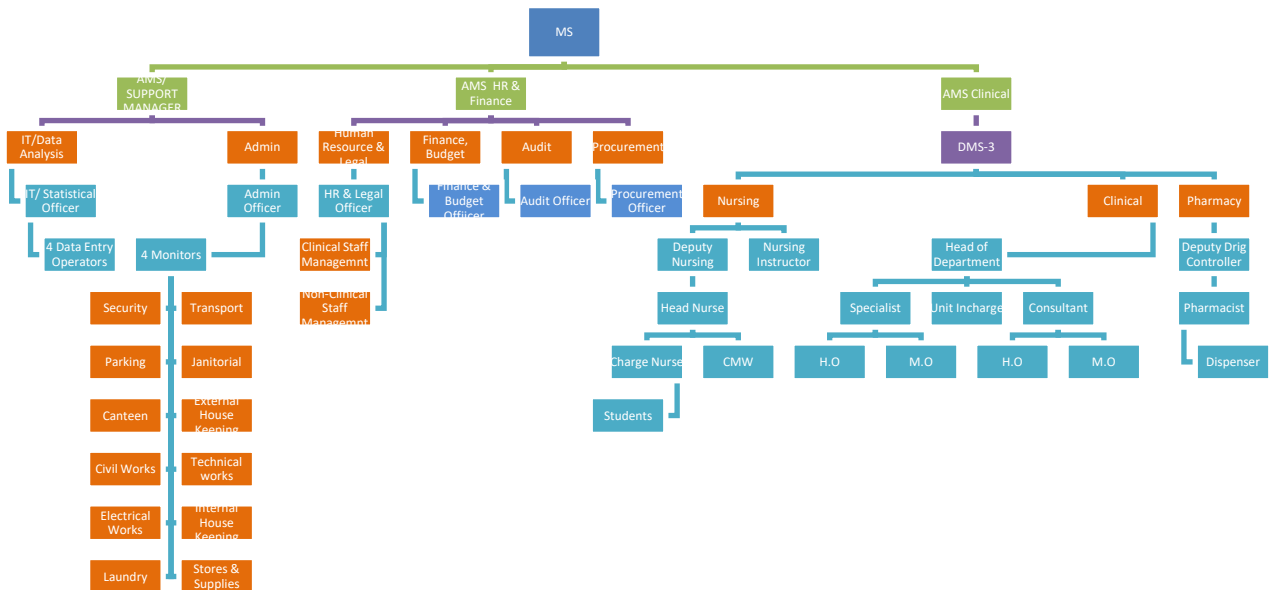 MS
AMS/
SUPPORT
MANAGER
AMS HR &
Finance
AMS Clinical
IT/Data
Analysis
Admin
Human
Resource &
Legal
Finance,
Budget
Audit
Procurement
DMS-3
IT/ Statistical
Officer
Admin
Officer
HR & Legal
Officer
Finance &
Budget
Offiicer
Audit Officer
Procurement
Officer
Nursing
Clinical
Pharmacy
4 Data Entry
Operators
4 Monitors
Clinical Staff
Managemnt
Deputy
Nursing
Nursing
Instructor
Head of
Department
Deputy Drig
Controller
Security
Transport
Non-Clinical
Staff
Managemnt
Head Nurse
Specialist
Unit Incharge
Consultant
Pharmacist
Parking
Janitorial
Charge Nurse
CMW
H.O
M.O
H.O
M.O
Dispenser
Canteen
External
House
Keeping
Students
Civil Works
Technical
works
Electrical
Works
Internal
House
Keeping
Laundry
Stores &
Supplies